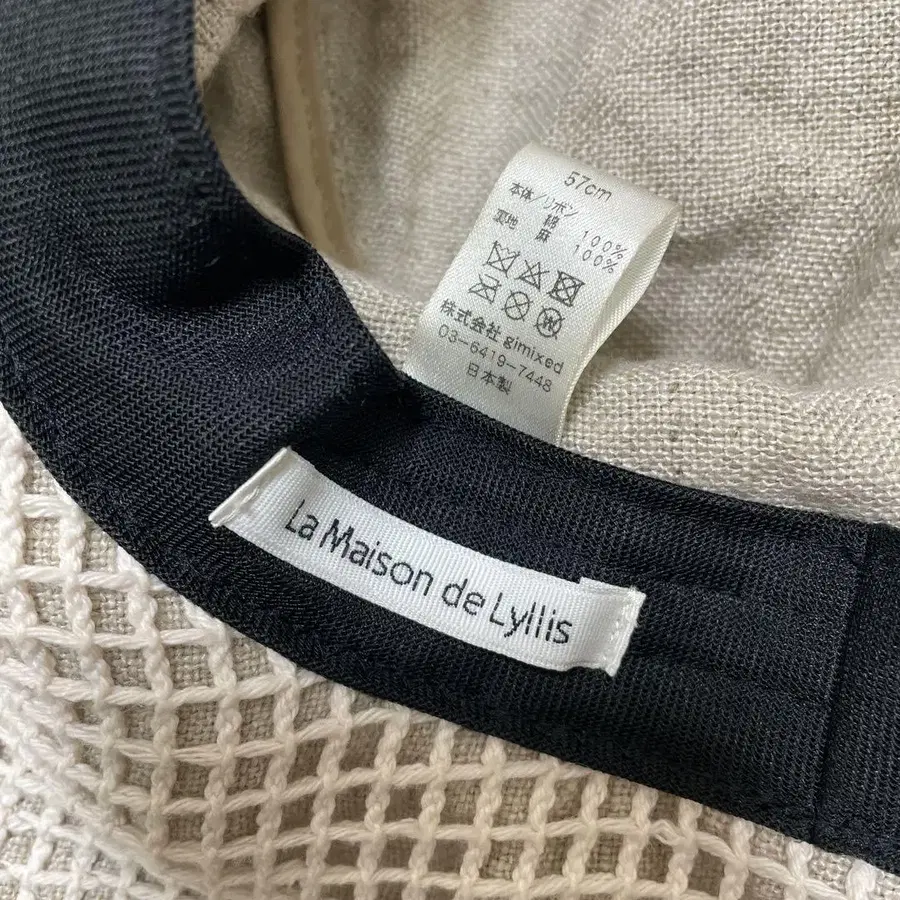 57cm
本体/リボン
綿 100%
裏地 麻 100%
株式会社 gimixed
03-6419-7448
日本製
La Maison de Lyllis